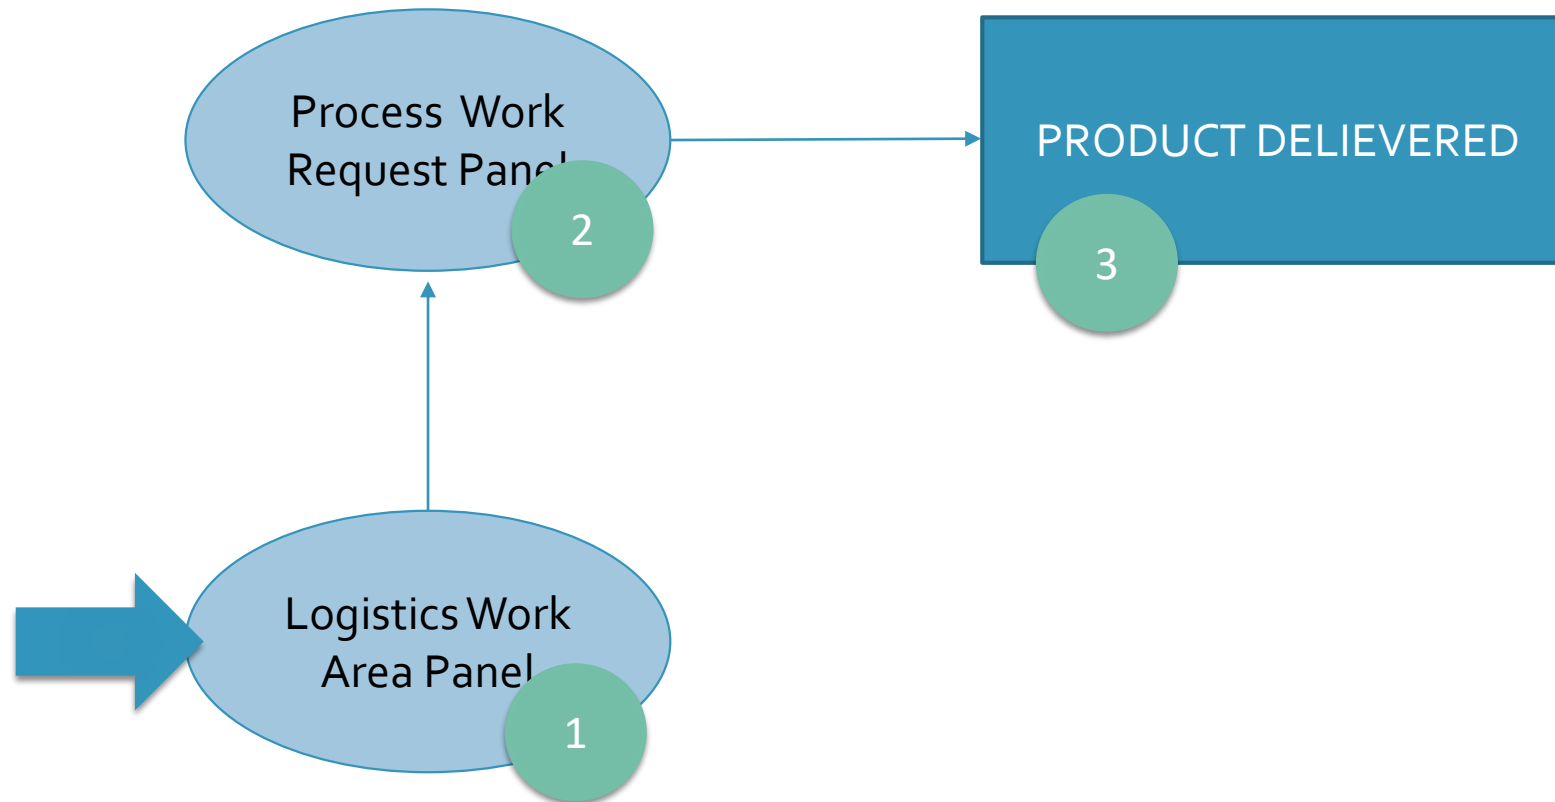 Process Work
Request Panel
2
PRODUCT DELIEVERED
3
Logistics Work
Area Panel
1